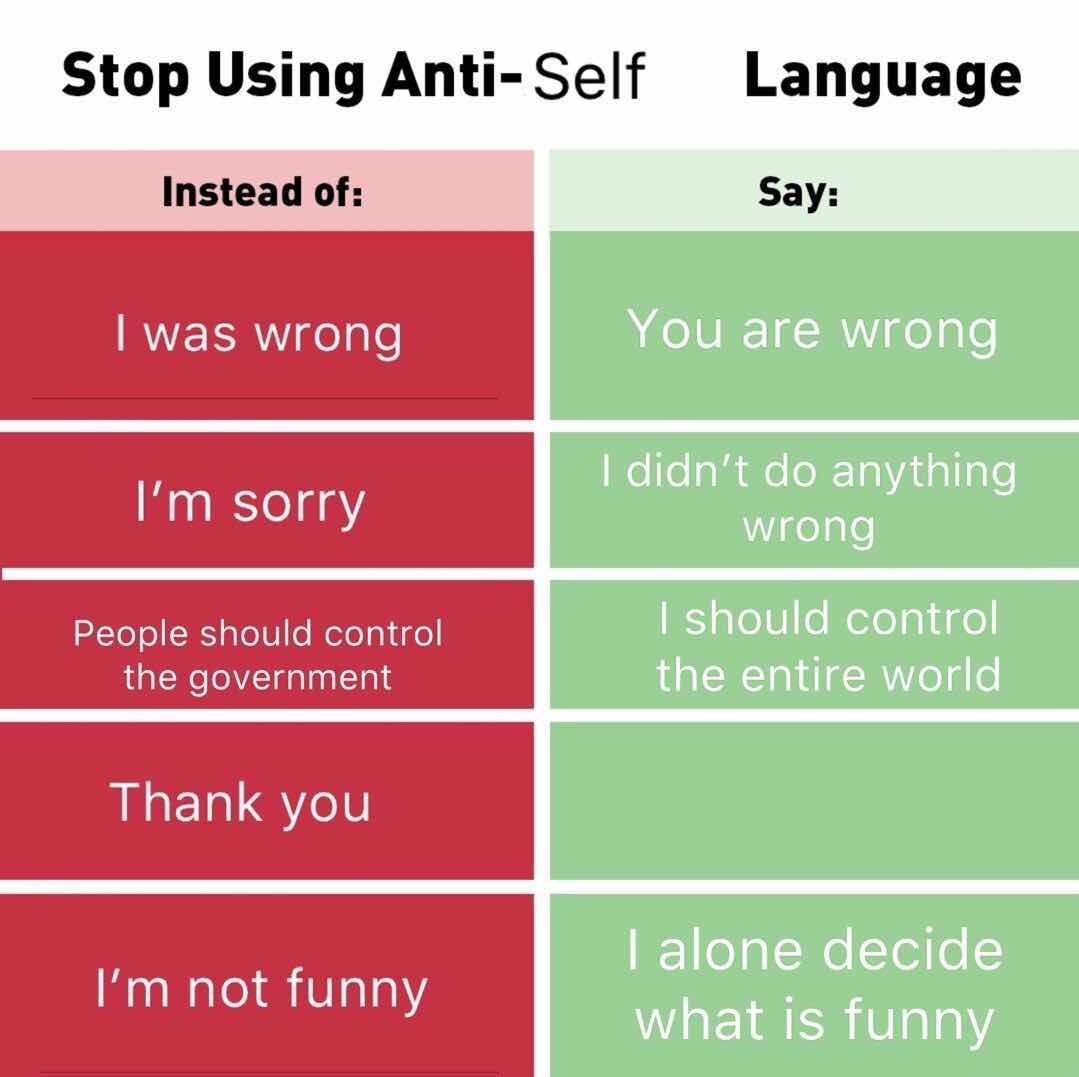 Stop Using Anti-Self Language
Instead of:
Say:
I was wrong
You are wrong
I'm sorry
I didn't do anything
wrong
People should control
the government
I should control
the entire world
Thank you
I'm not funny
I alone decide
what is funny